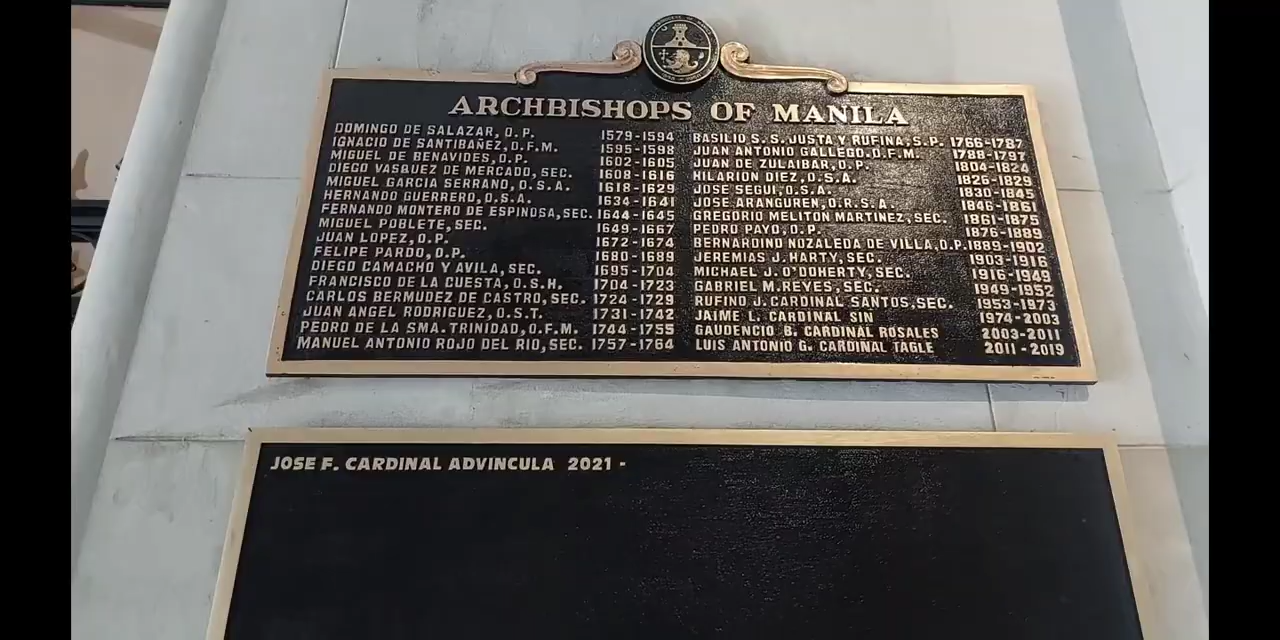 ARCHBISHOPS OF MANILA
DOMINGO DE SALAZAR, O.P. 1579-1594
IGNACIO DE SANTIBAÑEZ, O.F.M. 1595-1598
MIGUEL DE BENAVIDES, O.P. 1602-1605
DIEGO VASQUEZ DE MERCADO, SEC. 1608-1616
MIGUEL GARCIA SERRANO, O.S.A. 1618-1629
HERNANDO GUERRERO, O.S.A. 1634-1641
FERNANDO MONTERO DE ESPINOSA, SEC. 1644-1645
MIGUEL POBLETE, SEC. 1649-1667
JUAN LOPEZ, O.P. 1672-1674
FELIPE PARDO, O.P. 1680-1689
DIEGO CAMACHO Y AVILA, SEC. 1695-1704
FRANCISCO DE LA CUESTA, O.S.H. 1704-1723
CARLOS BERMUDEZ DE CASTRO, SEC. 1724-1729
JUAN ANGEL RODRIGUEZ, O.S.T. 1731-1742
PEDRO DE LA SMA. TRINIDAD, O.F.M. 1744-1755
MANUEL ANTONIO ROJO DEL RIO, SEC. 1757-1764
BASILIO S.S. JUSTA Y RUFINA, S.P. 1766-1787
JUAN ANTONIO GALLEGO. O.F.M. 1788-1797
JUAN DE ZULAIBAR, O.P. 1804-1824
HILARION DIEZ, O.S.A. 1826-1829
JOSE SEGUI, O.S.A. 1830-1845
JOSE ARANGUREN, O.R.S.A. 1846-1861
GREGORIO MELITON MARTINEZ, SEC. 1861-1875
PEDRO PAYO, O.P. 1876-1889
BERNARDINO NOZALEDA DE VILLA, O.P. 1889-1902
JEREMIAS J. HARTY, SEC. 1903-1916
MICHAEL J. O'DOHERTY, SEC. 1916-1949
GABRIEL M. REYES, SEC. 1949-1952
RUFINO J. CARDINAL SANTOS, SEC. 1953-1973
JAIME L. CARDINAL SIN 1974-2003
GAUDENCIO B. CARDINAL ROSALES 2003-2011
LUIS ANTONIO G. CARDINAL TAGLE 2011-2019
JOSE F. CARDINAL ADVINCULA 2021 -